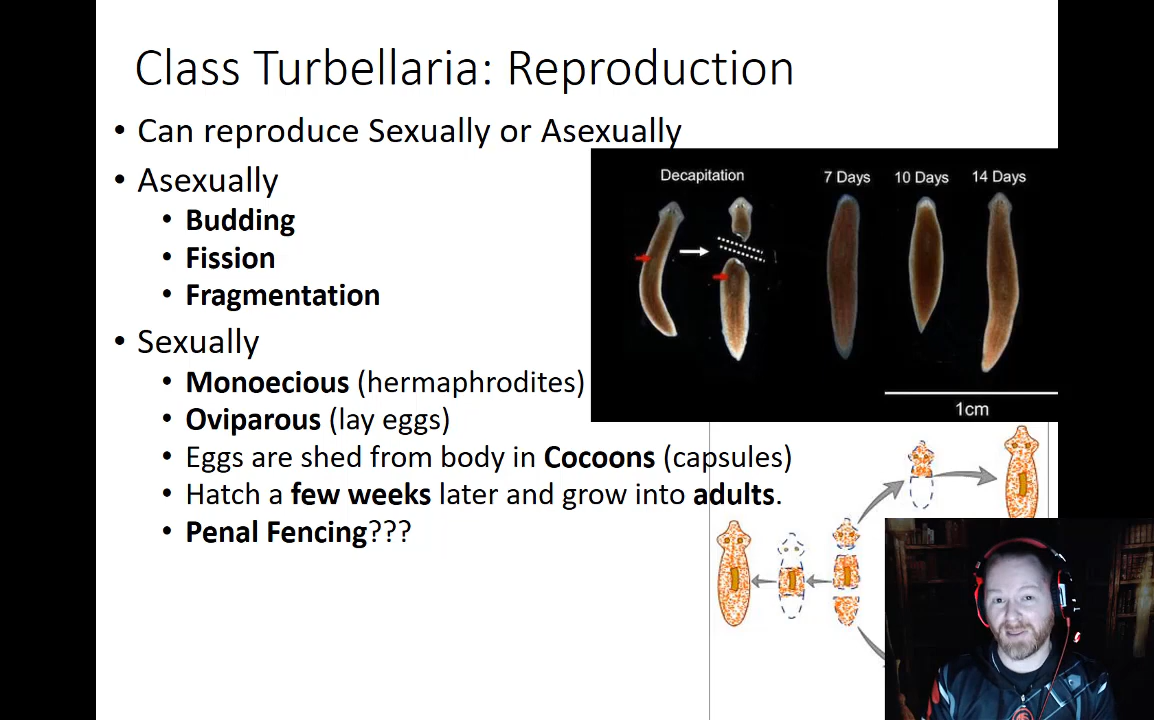 Class Turbellaria: Reproduction
• Can reproduce Sexually or Asexually
• Asexually
• Budding
• Fission
• Fragmentation
• Sexually
• Monoecious (hermaphrodites)
• Oviparous (lay eggs)
• Eggs are shed from body in Cocoons (capsules)
• Hatch a few weeks later and grow into adults.
• Penal Fencing???
Decapitation
7 Days
10 Days
14 Days
1cm